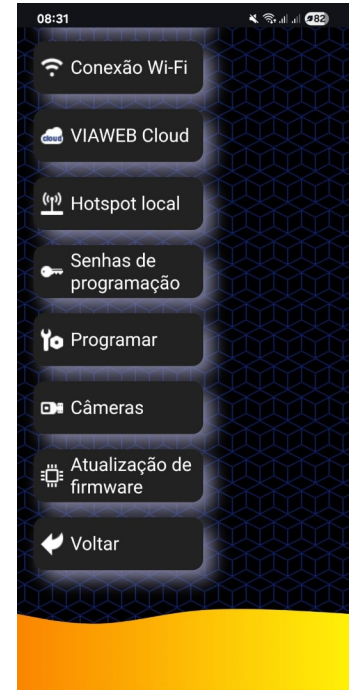 08:31
82
Conexão Wi-Fi
cloud VIAWEB Cloud
Hotspot local
Senhas de
programação
Programar
Câmeras
Atualização de
firmware
Voltar